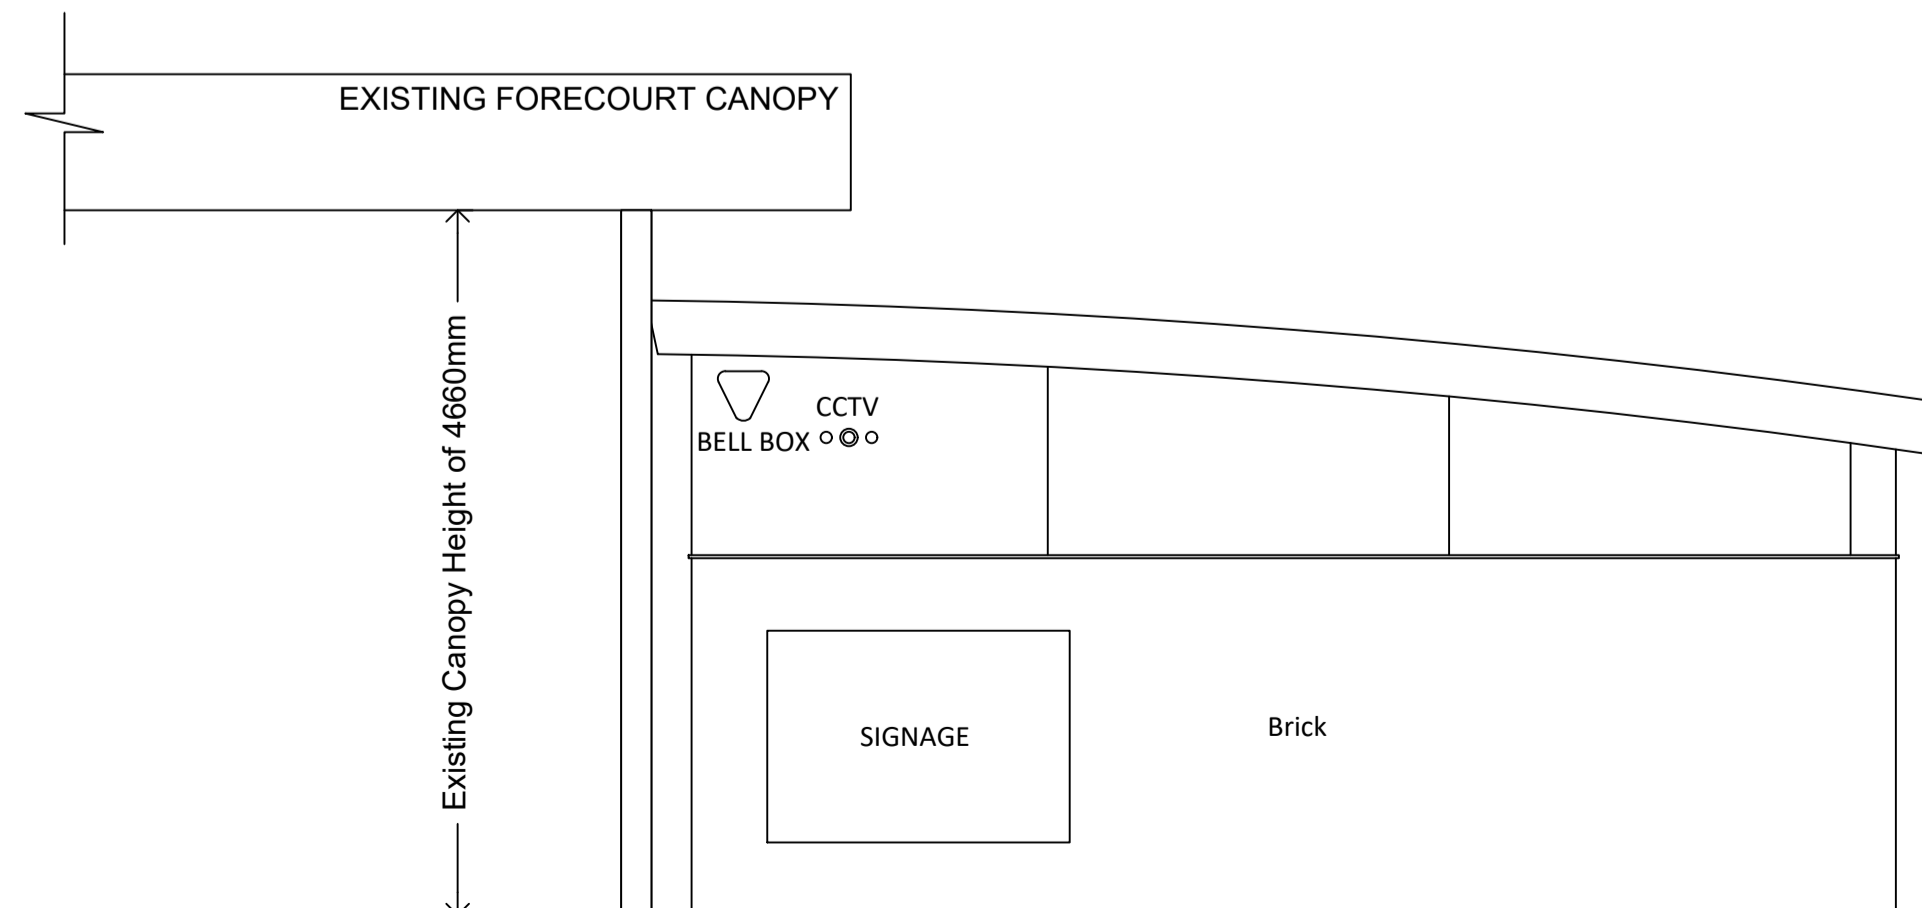 EXISTING FORECOURT CANOPY
Existing Canopy Height of 4660mm
CCTV
BELL BOX
SIGNAGE
Brick